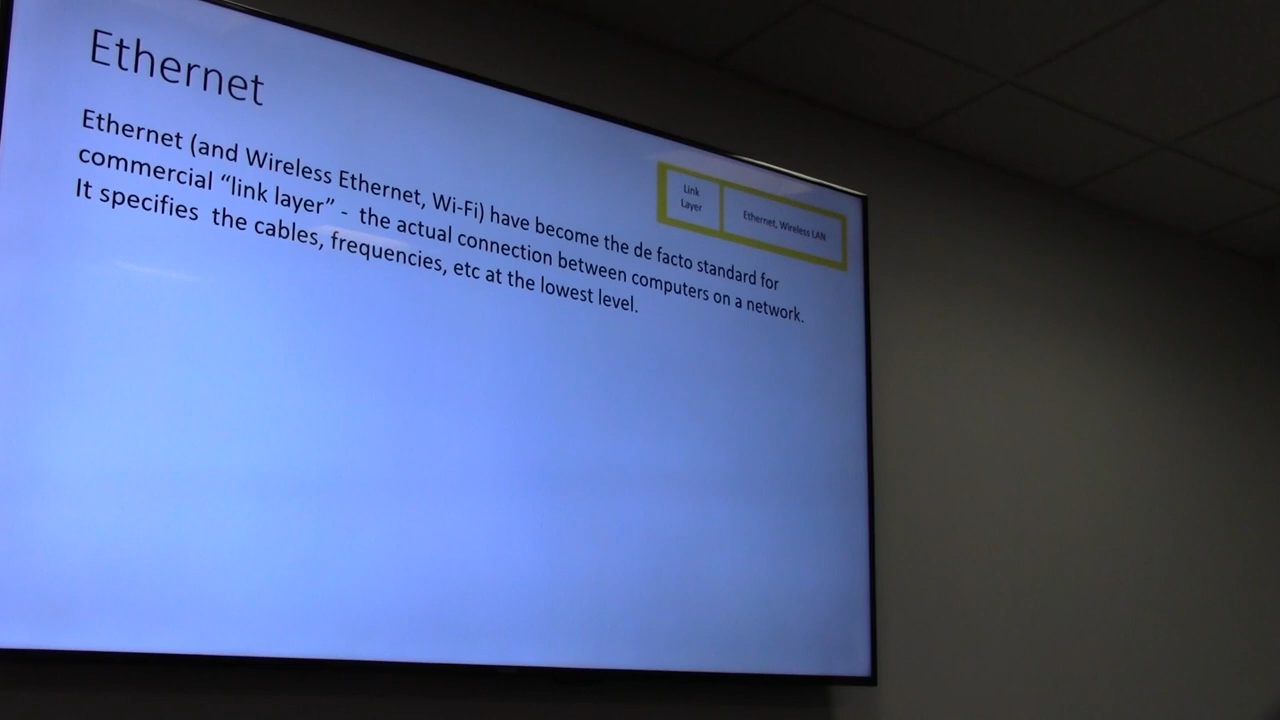 Ethernet
Ethernet (and Wireless Ethernet, Wi-Fi) have become the de facto standard for
commercial “link layer” - the actual connection between computers on a network.
It specifies the cables, frequencies, etc at the lowest level.
Link
Layer
Ethernet, Wireless LAN